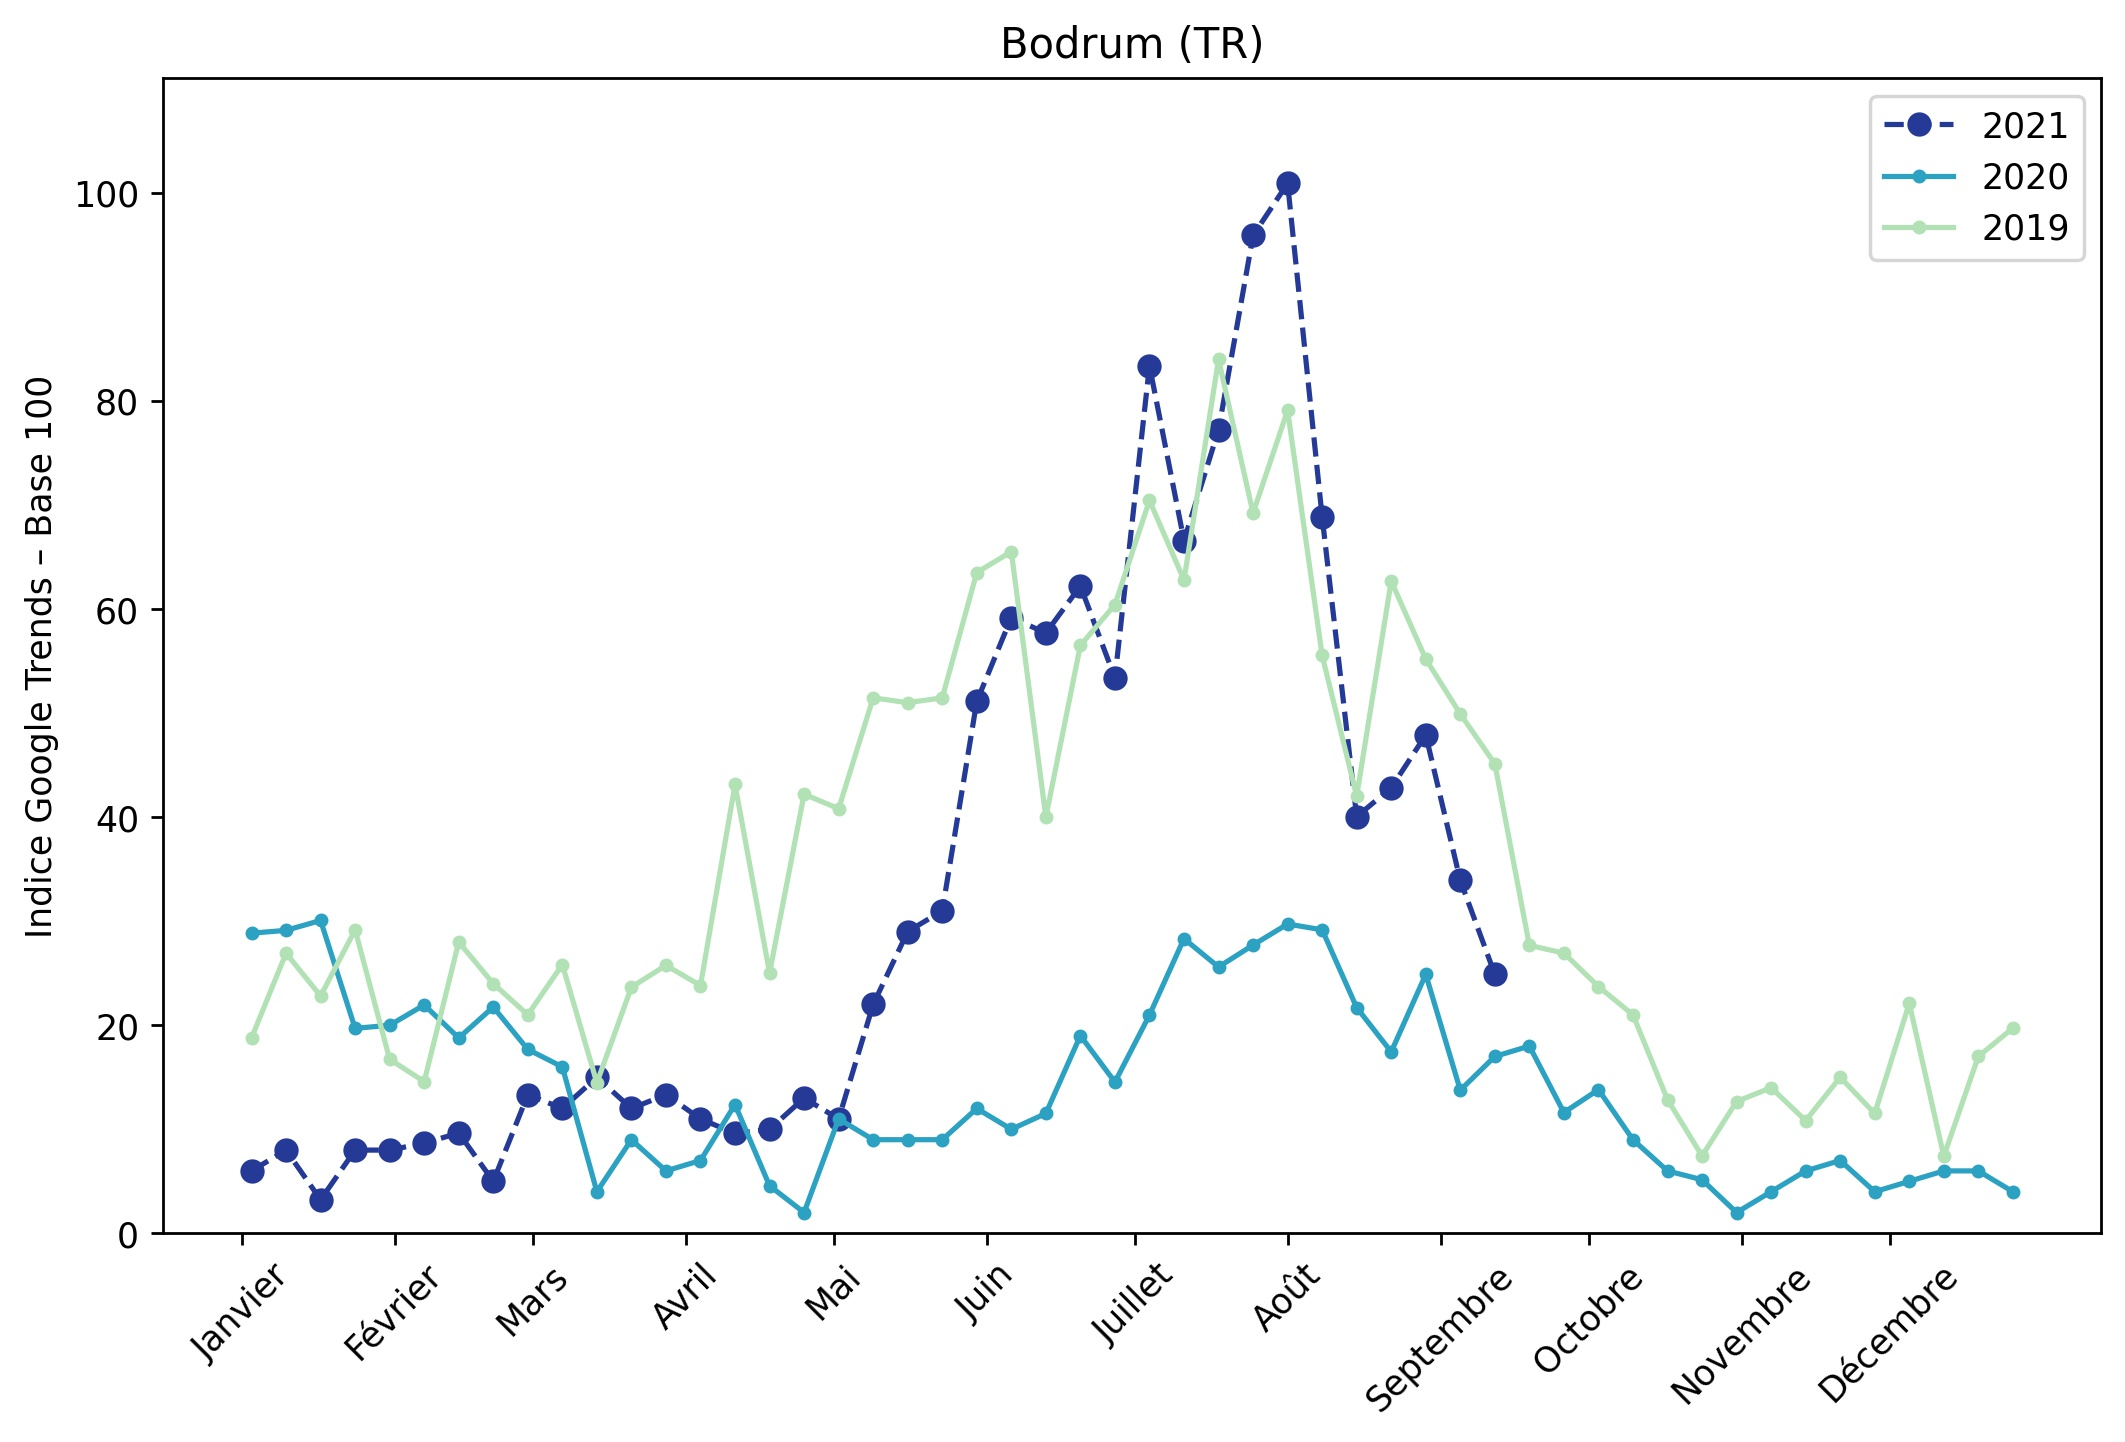 Bodrum (TR)
Indice Google Trends – Base 100
100
80
60
40
20
0
2021
2020
2019
Janvier
Février
Mars
Avril
Mai
Juin
Juillet
Août
Septembre
Octobre
Novembre
Décembre